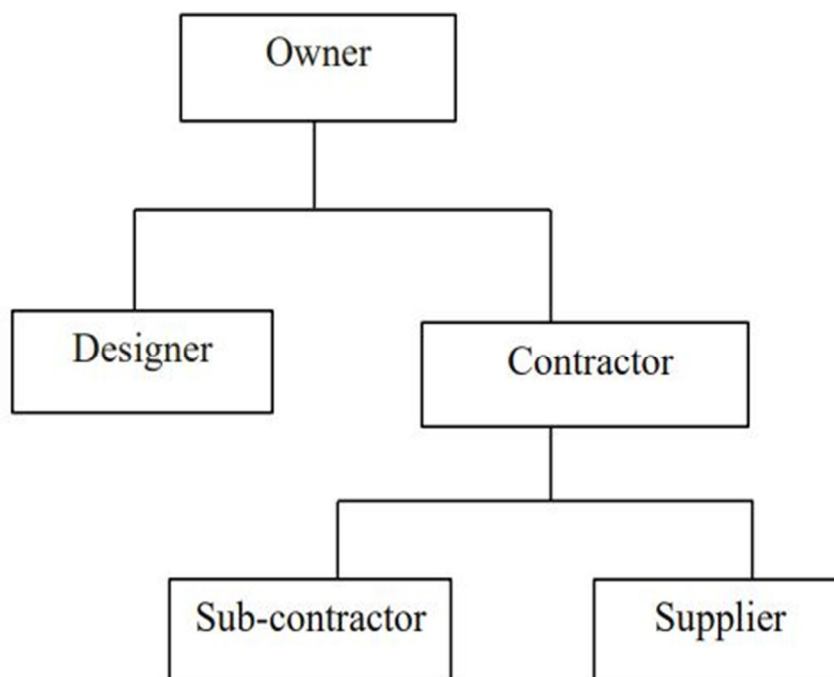 Owner
Designer
Contractor
Sub-contractor
Supplier